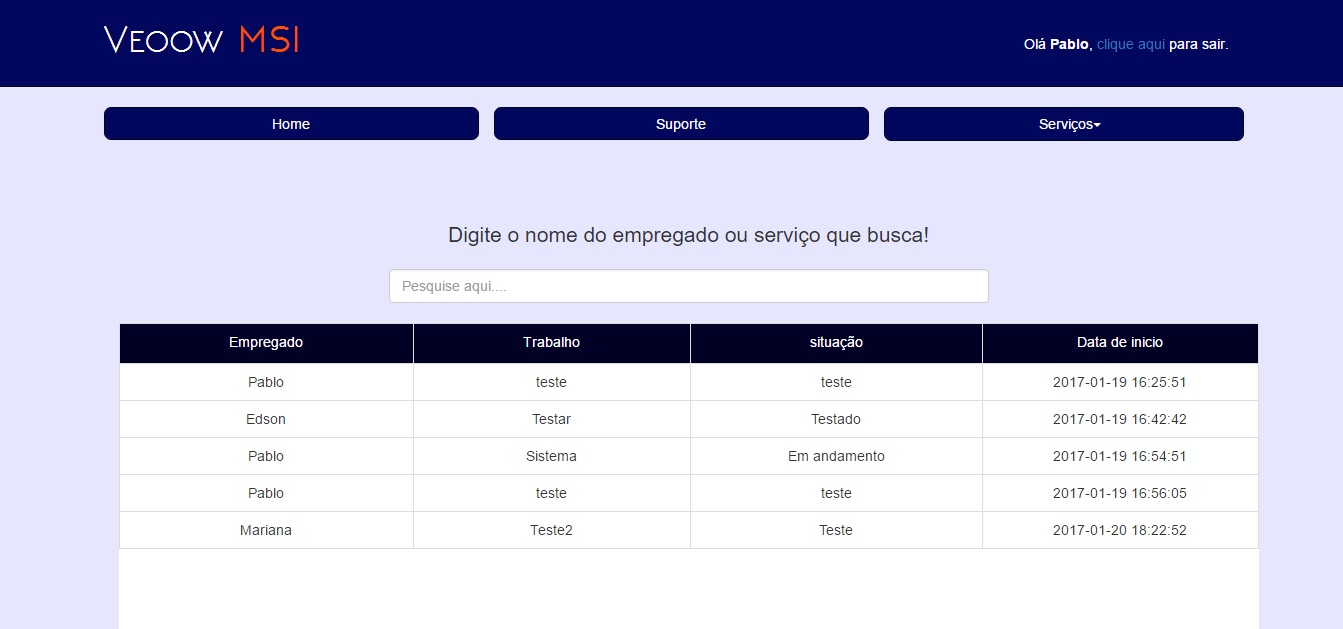 VEOOW MSI
Olá Pablo, clique aqui para sair.
Home Suporte Serviços
Digite o nome do empregado ou serviço que busca!
Pesquise aqui....
Empregado Trabalho situação Data de inicio
Pablo teste teste 2017-01-19 16:25:51
Edson Testar Testado 2017-01-19 16:42:42
Pablo Sistema Em andamento 2017-01-19 16:54:51
Pablo teste teste 2017-01-19 16:56:05
Mariana Teste2 Teste 2017-01-20 18:22:52